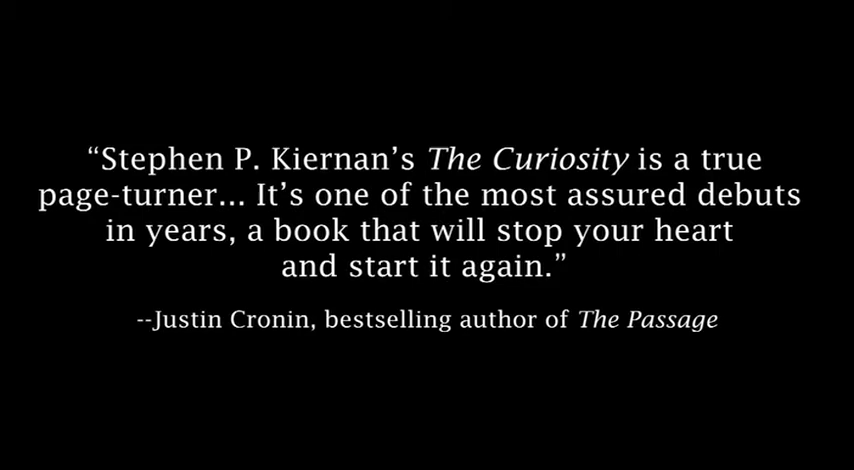 “Stephen P. Kiernan’s The Curiosity is a true
page-turner... It’s one of the most assured debuts
in years, a book that will stop your heart
and start it again.”
--Justin Cronin, bestselling author of The Passage